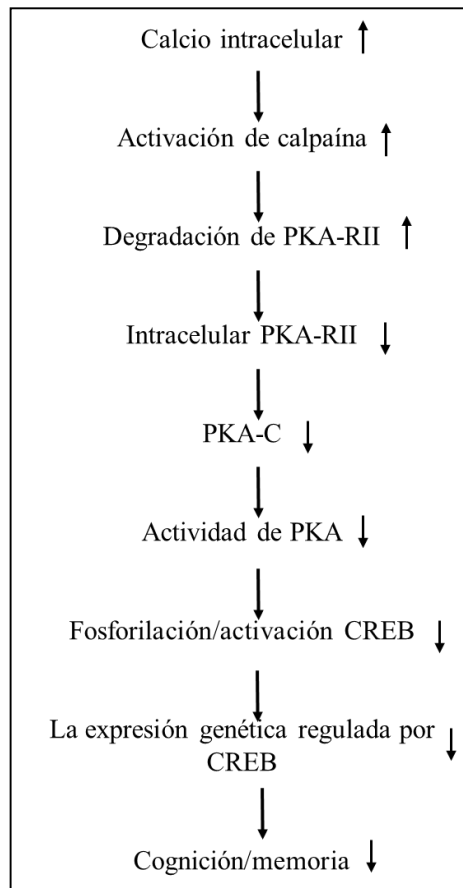 Calcio intracelular ↑
Activación de calpaína ↑
Degradación de PKA-RII ↑
Intracelular PKA-RII ↓
PKA-C ↓
Actividad de PKA ↓
Fosforilación/activación CREB ↓
La expresión genética regulada por
CREB ↓
Cognición/memoria ↓